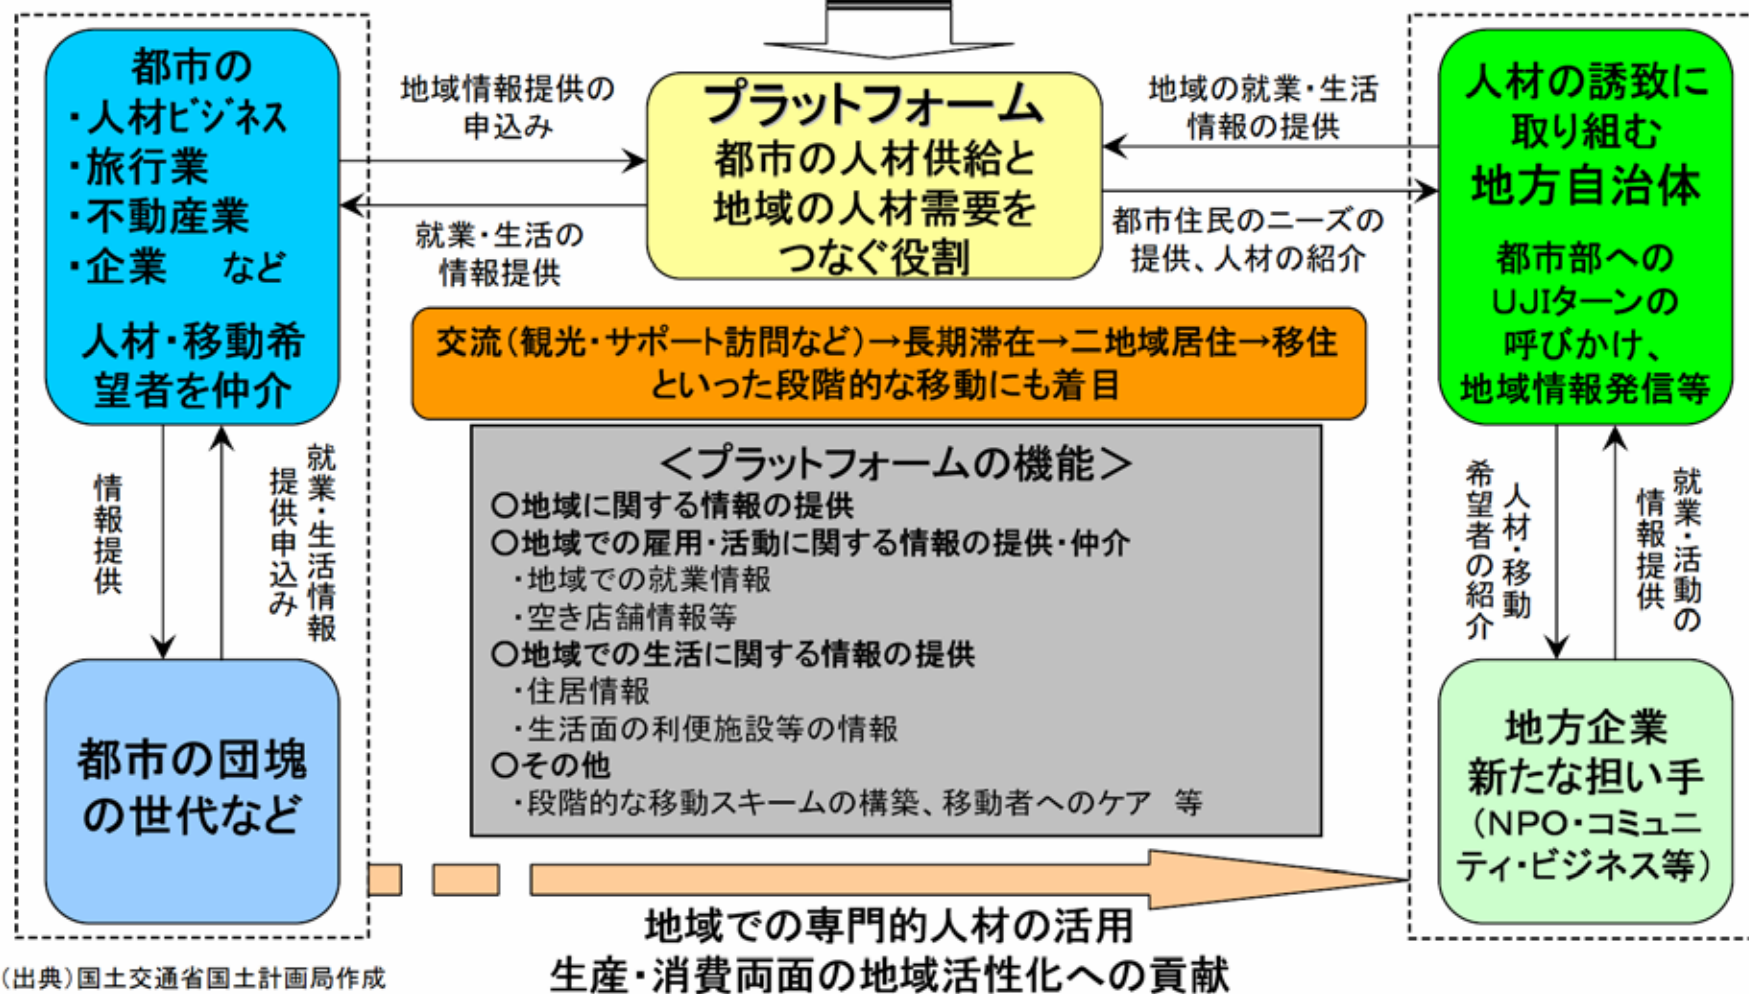 都市の
・人材ビジネス
・旅行業
・不動産業
・企業　など
人材・移動希
望者を仲介
地域情報提供の
申込み
就業・生活の
情報提供
プラットフォーム
都市の人材供給と
地域の人材需要を
つなぐ役割
地域の就業・生活
情報の提供
都市住民のニーズの
提供、人材の紹介
人材の誘致に
取り組む
地方自治体
都市部への
UJIターンの
呼びかけ、
地域情報発信等
交流（観光・サポート訪問など）→長期滞在→二地域居住→移住
といった段階的な移動にも着目
情報提供
就業・生活情報
提供申込み
＜プラットフォームの機能＞
○地域に関する情報の提供
○地域での雇用・活動に関する情報の提供・仲介
・地域での就業情報
・空き店舗情報等
○地域での生活に関する情報の提供
・住居情報
・生活面の利便施設等の情報
○その他
・段階的な移動スキームの構築、移動者へのケア　等
人材・移動
希望者の紹介
就業・活動の
情報提供
都市の団塊
の世代など
地方企業
新たな担い手
（NPO・コミュニ
ティ・ビジネス等）
地域での専門的人材の活用
生産・消費両面の地域活性化への貢献
（出典）国土交通省国土計画局作成